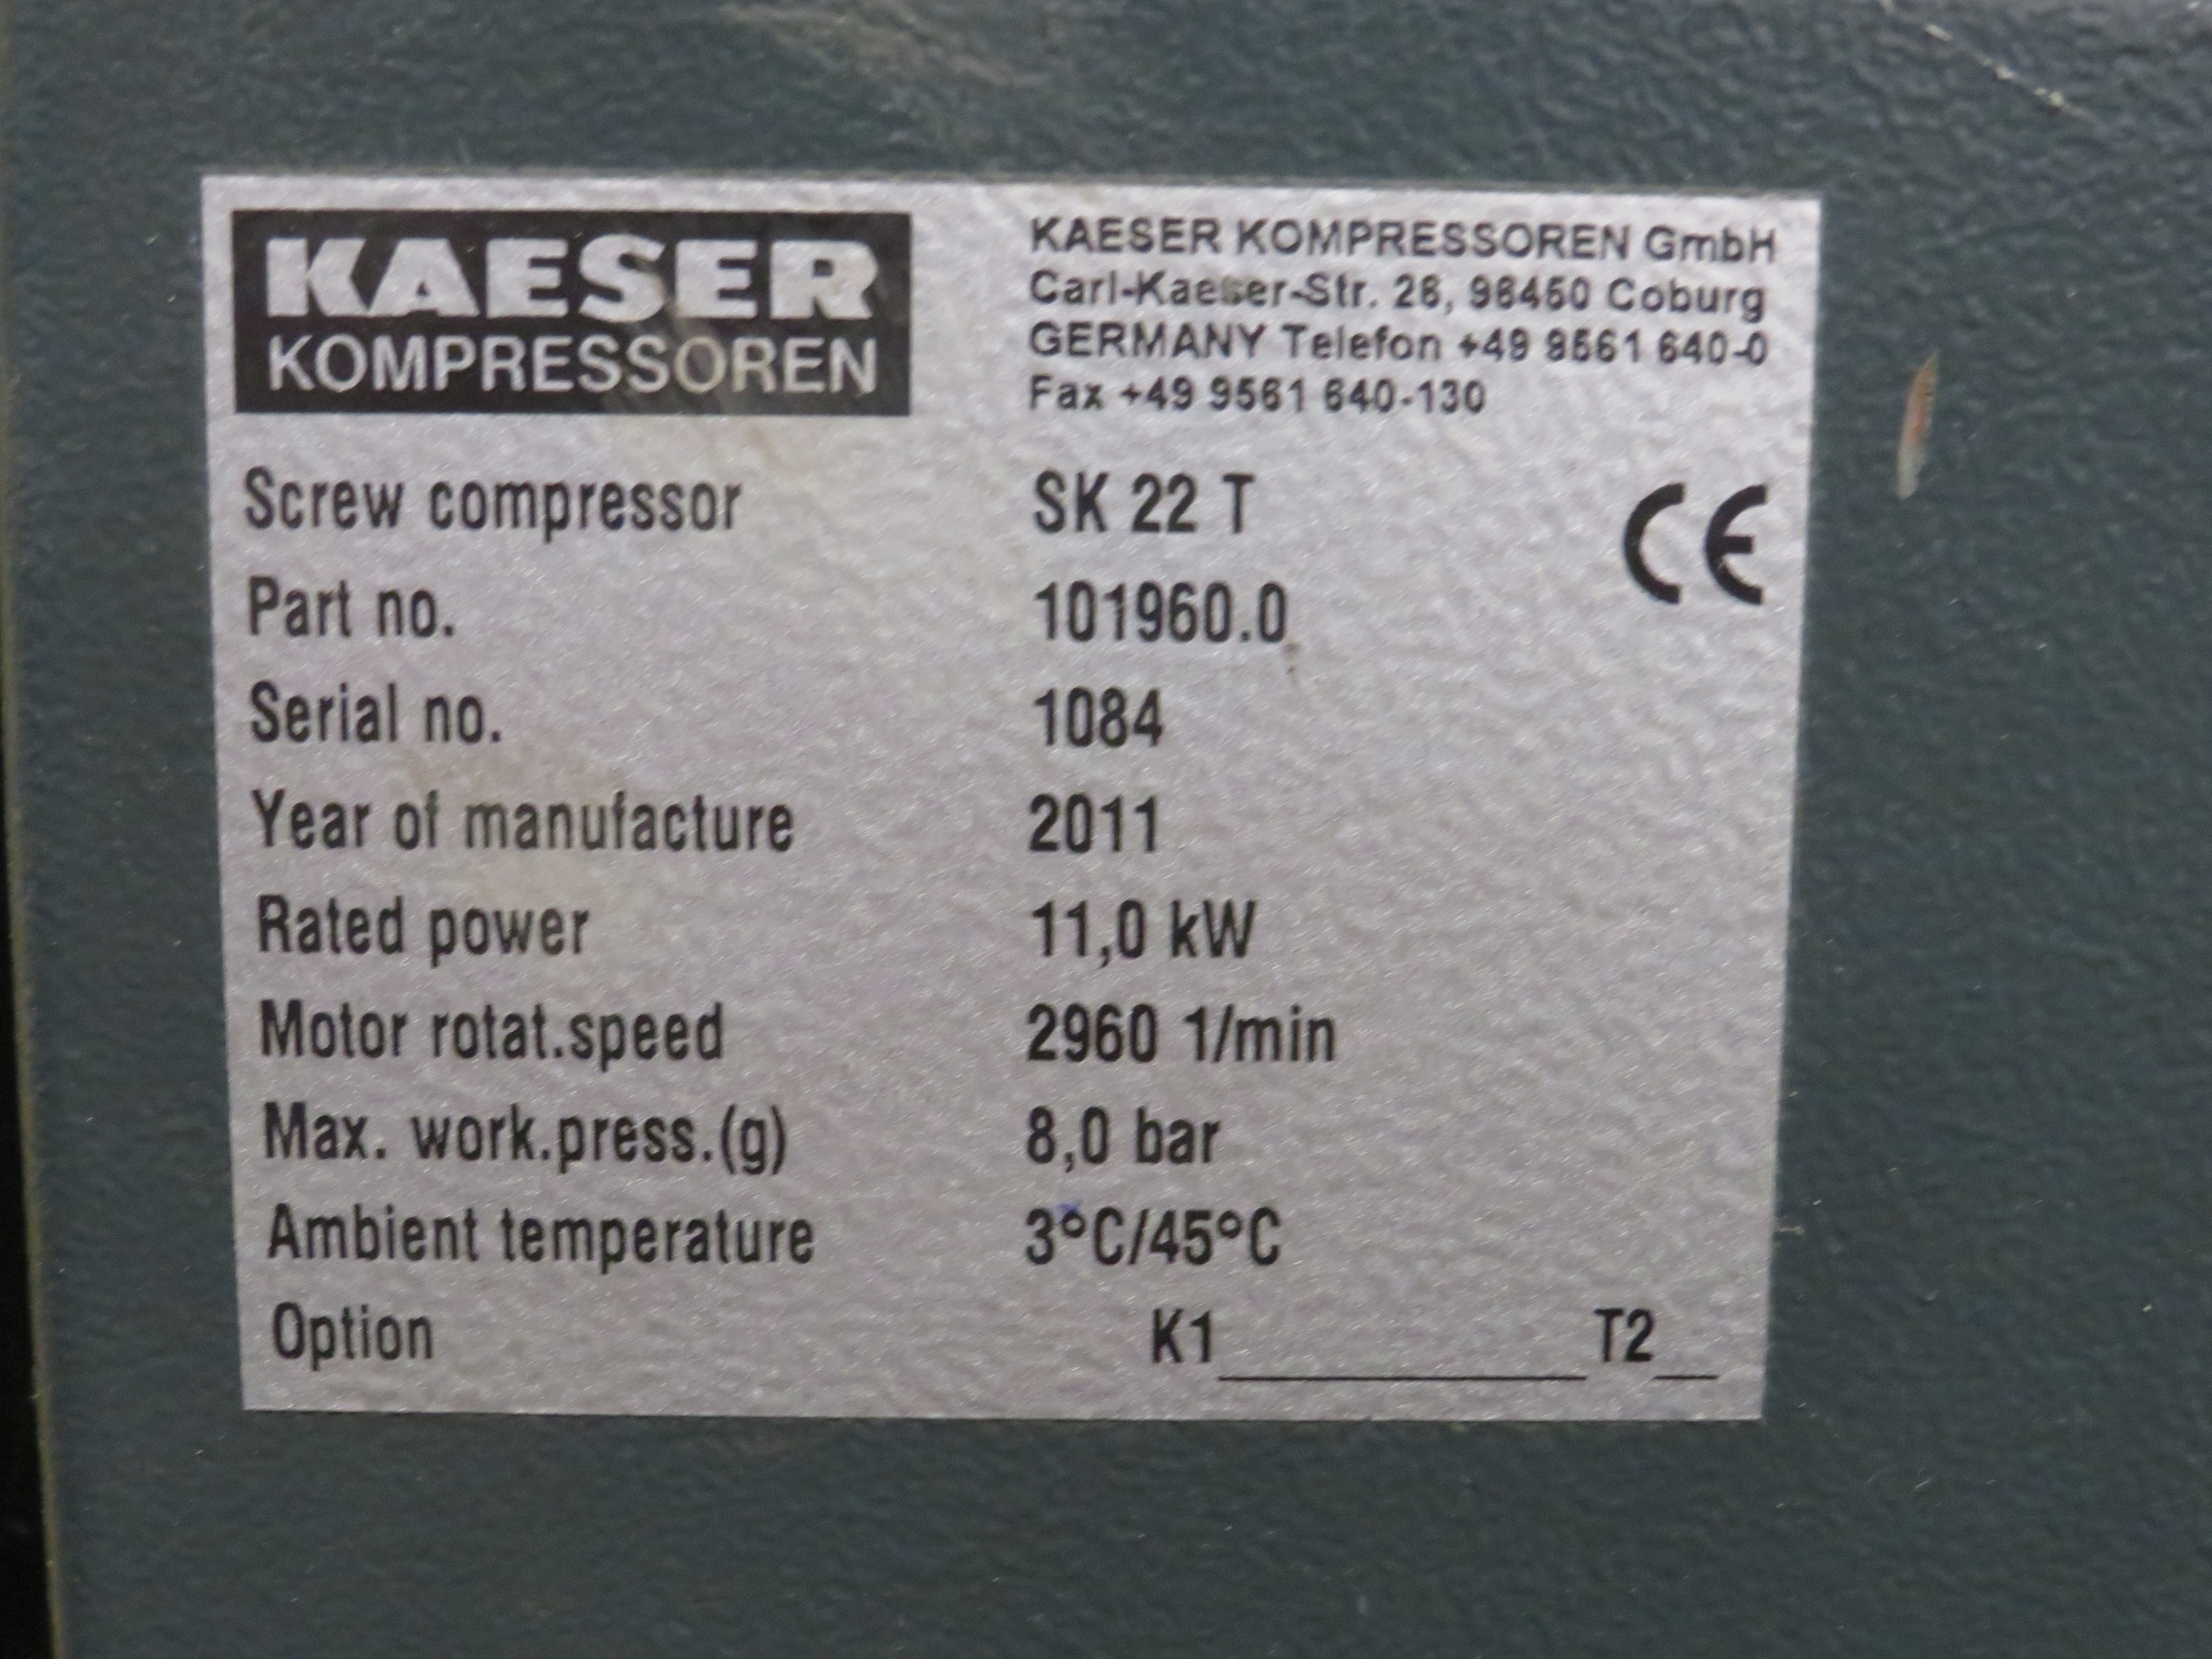 KAESER
KOMPRESSOREN
KAESER KOMPRESSOREN GmbH
Carl-Kaeser-Str. 26, 96450 Coburg
GERMANY Telefon +49 9561 640-0
Fax +49 9561 640-130
CE
Screw compressor SK 22 T
Part no. 101960.0
Serial no. 1084
Year of manufacture 2011
Rated power 11,0 kW
Motor rotat.speed 2960 1/min
Max. work.press.(g) 8,0 bar
Ambient temperature 3°C/45°C
Option K1__________T2__